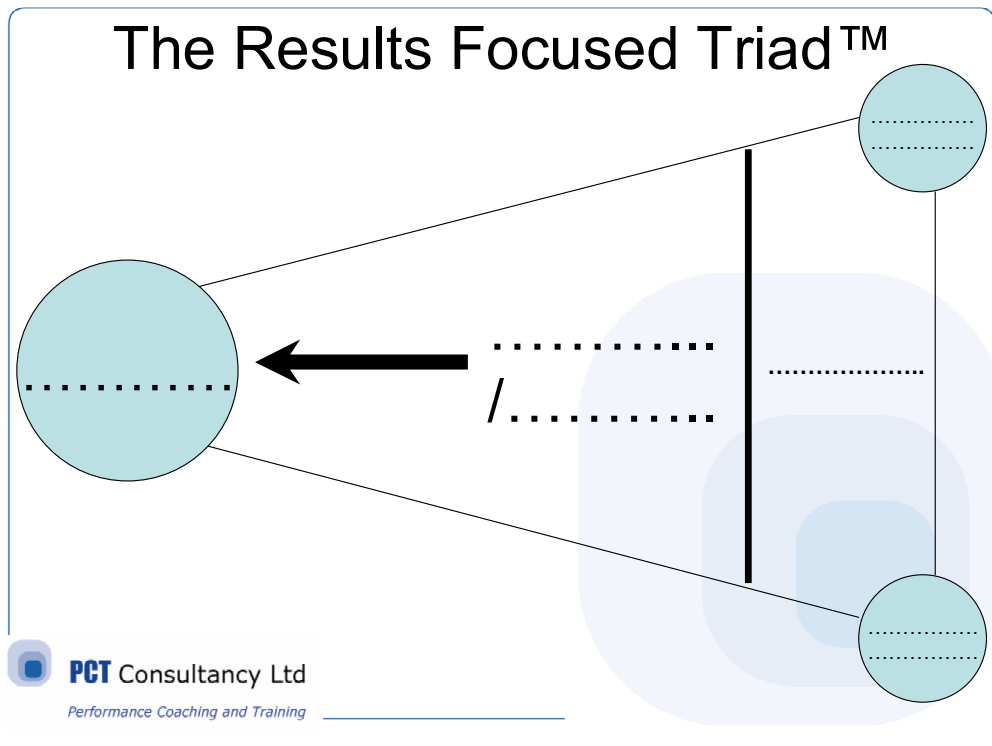 The Results Focused Triad™
……………
……………
…………
/…………
………………
……………
……………
……………
PCT Consultancy Ltd
Performance Coaching and Training